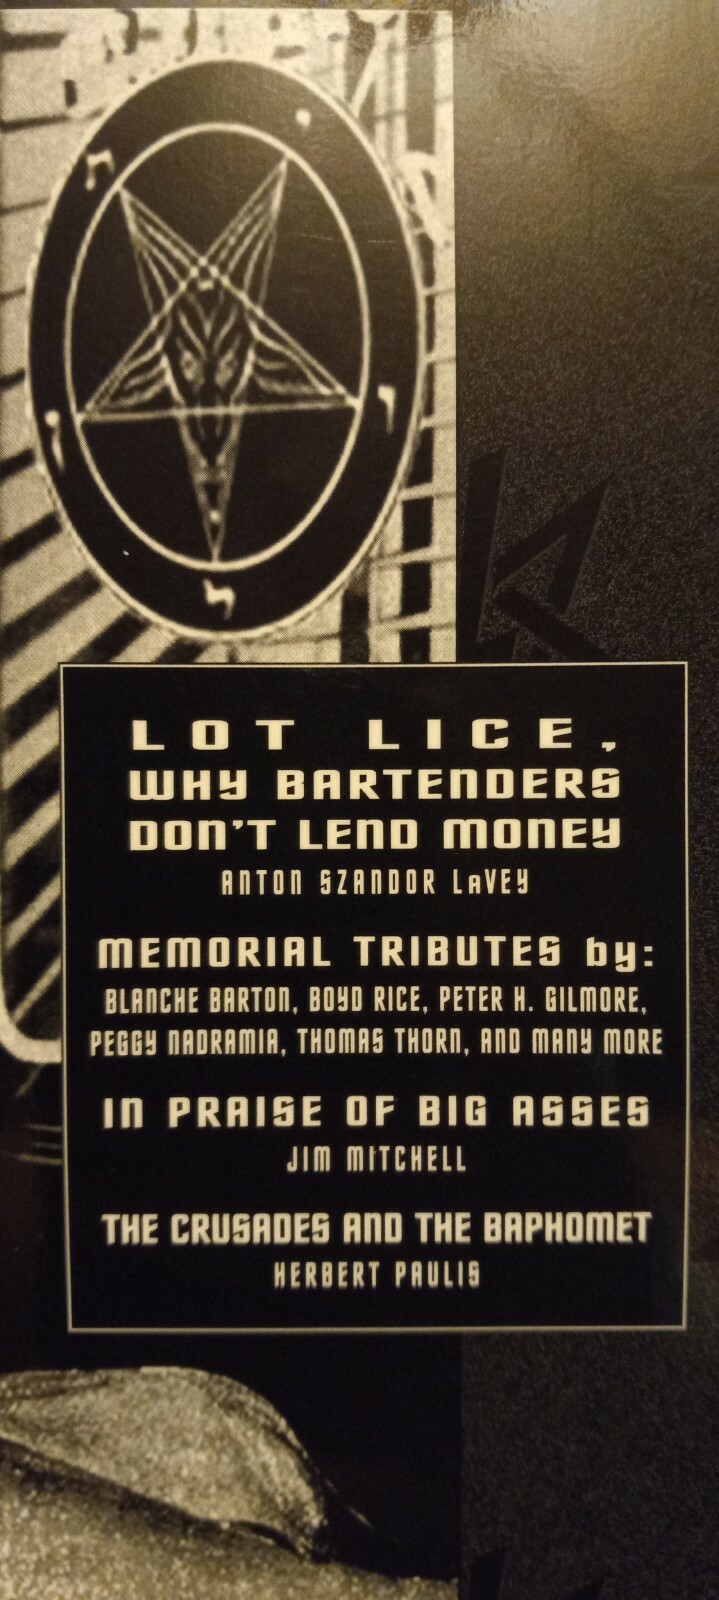 ת
י
ו
ן
ל
LOT LICE,
WHY BARTENDERS
DON'T LEND MONEY
ANTON SZANDOR LaVEY
MEMORIAL TRIBUTES by:
BLANCHE BARTON, BOYD RICE, PETER H. GILMORE,
PEGGY NADRAMIA, THOMAS THORN, AND MANY MORE
IN PRAISE OF BIG ASSES
JIM MITCHELL
THE CRUSADES AND THE BAPHOMET
HERBERT PAULIS